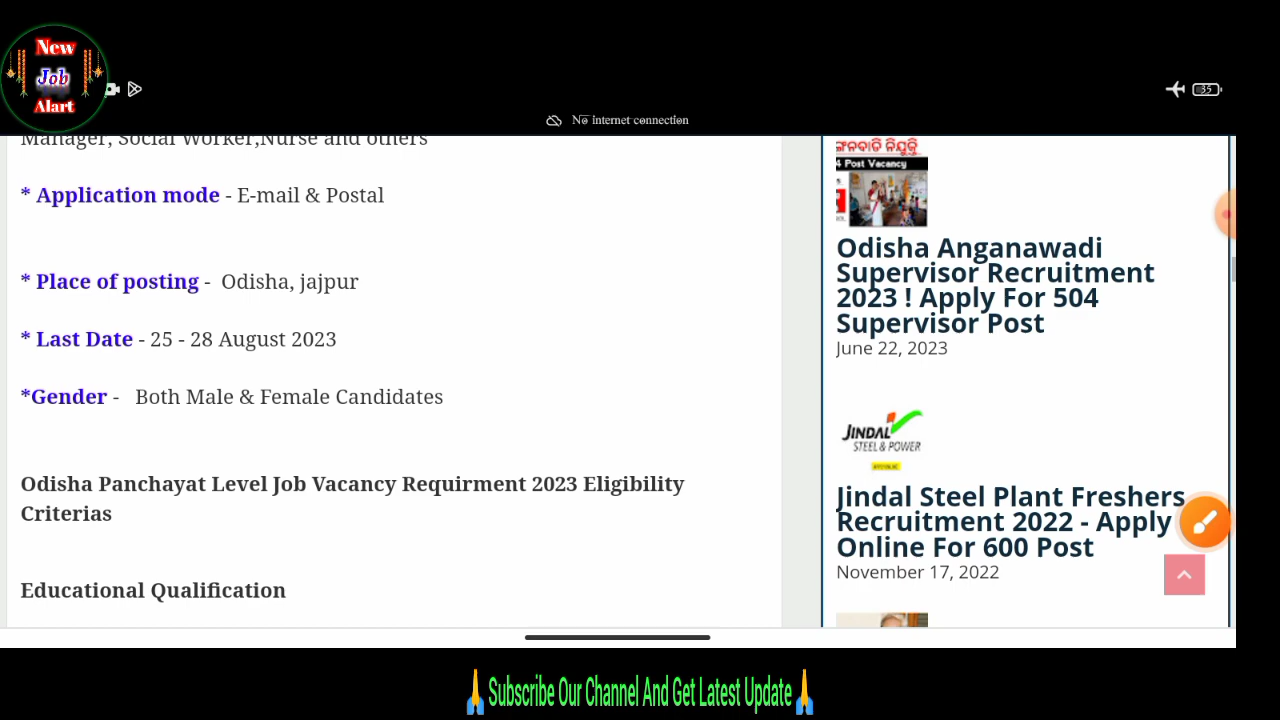 New
Job
Alart
35
No internet connection
Manager, Social Worker,Nurse and others
* Application mode - E-mail & Postal
* Place of posting - Odisha, jajpur
* Last Date - 25 - 28 August 2023
*Gender - Both Male & Female Candidates
Odisha Panchayat Level Job Vacancy Requirment 2023 Eligibility
Criterias
Educational Qualification
ଙ୍ଗନବାଡି ନିଯୁକ୍ତି
4 Post Vacancy
Odisha Anganawadi
Supervisor Recruitment
2023 ! Apply For 504
Supervisor Post
June 22, 2023
JINDAL
STEEL & POWER
Jindal Steel Plant Freshers
Recruitment 2022 - Apply
Online For 600 Post
November 17, 2022
🙏Subscribe Our Channel And Get Latest Update🙏